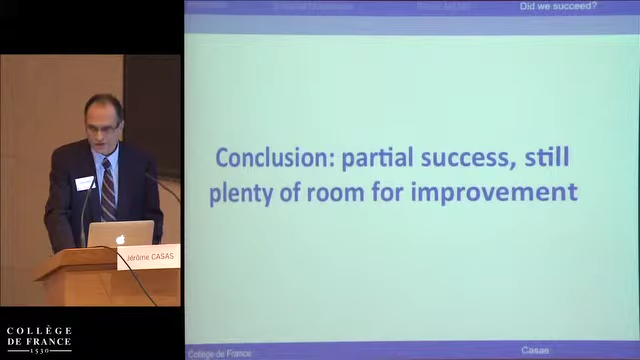 Did we succeed?
Conclusion: partial success, still
plenty of room for improvement
Jérôme CASAS
COLLÈGE
DE FRANCE
1530
Collège de France
Casas